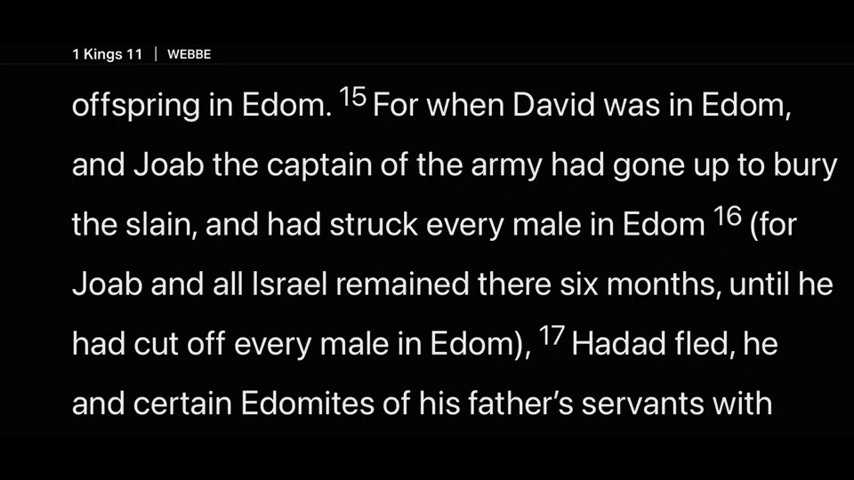 1 Kings 11 | WEBBE
offspring in Edom. 15 For when David was in Edom,
and Joab the captain of the army had gone up to bury
the slain, and had struck every male in Edom 16 (for
Joab and all Israel remained there six months, until he
had cut off every male in Edom), 17 Hadad fled, he
and certain Edomites of his father’s servants with